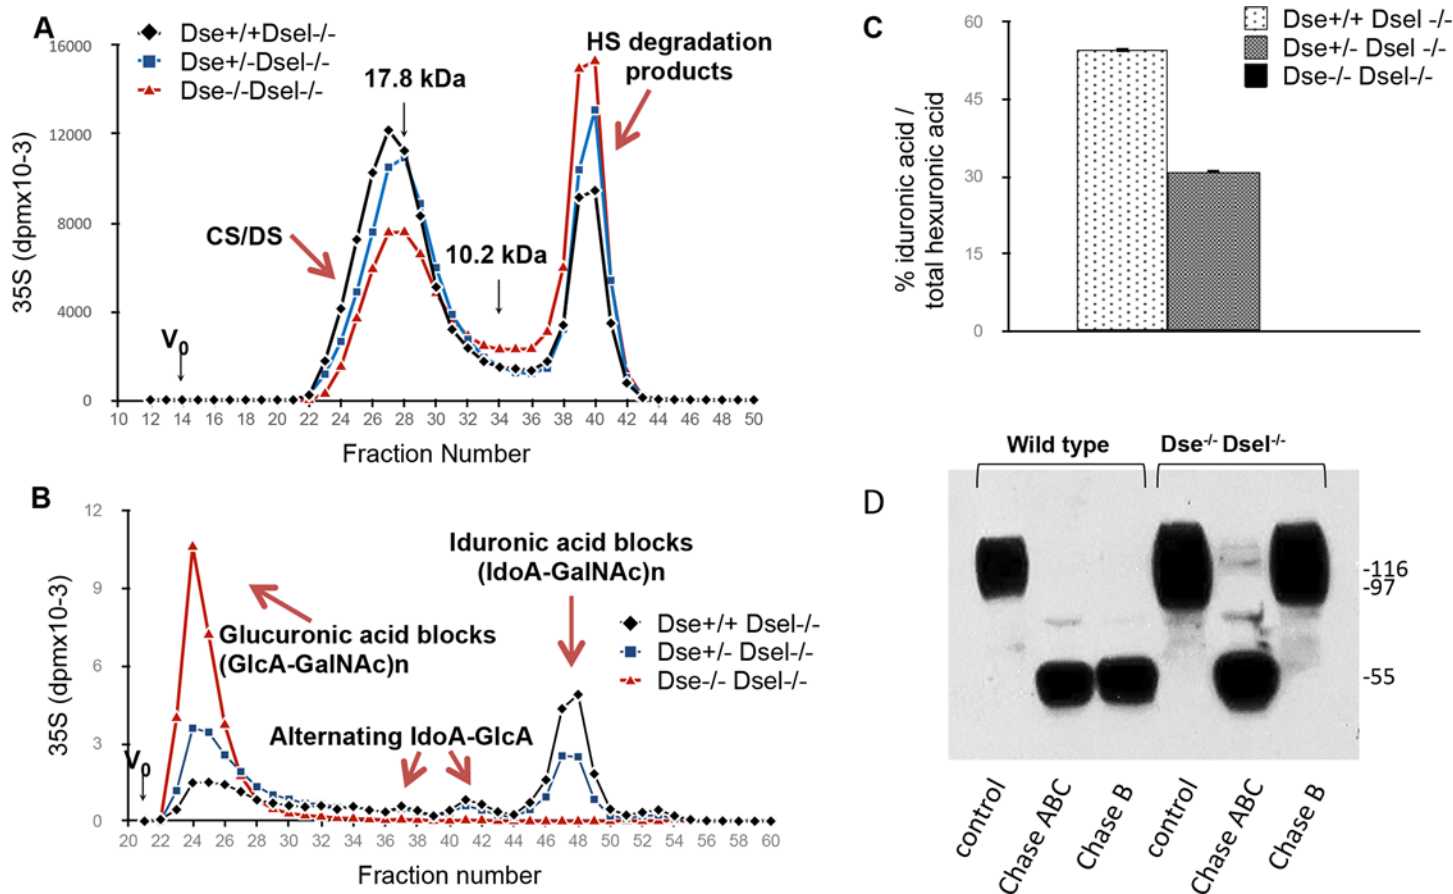 A
Dse+/+Dsel-/-
Dse+/-Dsel-/-
Dse-/-Dsel-/-
17.8 kDa
HS degradation
products
CS/DS
10.2 kDa
V0
35S (dpmx10-3)
16000
12000
8000
4000
0
10 12 14 16 18 20 22 24 26 28 30 32 34 36 38 40 42 44 46 48 50
Fraction Number
B
Iduronic acid blocks
(IdoA-GalNAc)n
Glucuronic acid blocks
(GlcA-GalNAc)n
Dse+/+ Dsel-/-
Dse+/- Dsel-/-
Dse-/- Dsel-/-
Alternating IdoA-GlcA
V0
35S (dpmx10-3)
12
9
6
3
0
20 22 24 26 28 30 32 34 36 38 40 42 44 46 48 50 52 54 56 58 60
Fraction number
C
Dse+/+ Dsel -/-
Dse+/- Dsel -/-
Dse-/- Dsel-/-
% iduronic acid /
total hexuronic acid
60
45
30
15
0
D
Wild type
Dse-/- Dsel-/-
-116
-97
-55
control
Chase ABC
Chase B
control
Chase ABC
Chase B